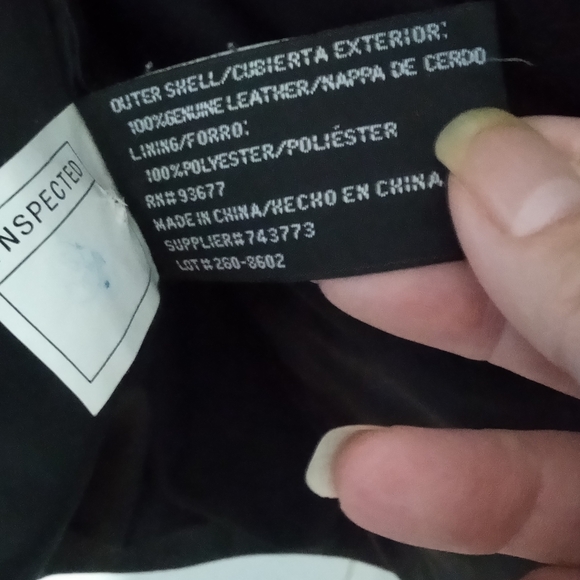 OUTER SHELL/CUBIERTA EXTERIOR:
100%GENUINE LEATHER/NAPPA DE CERDO
LINING/FORRO:
100%POLYESTER/POLIÉSTER
RN#93677
MADE IN CHINA/HECHO EN CHINA
SUPPLIER#743773
LOT#260-8602
INSPECTED